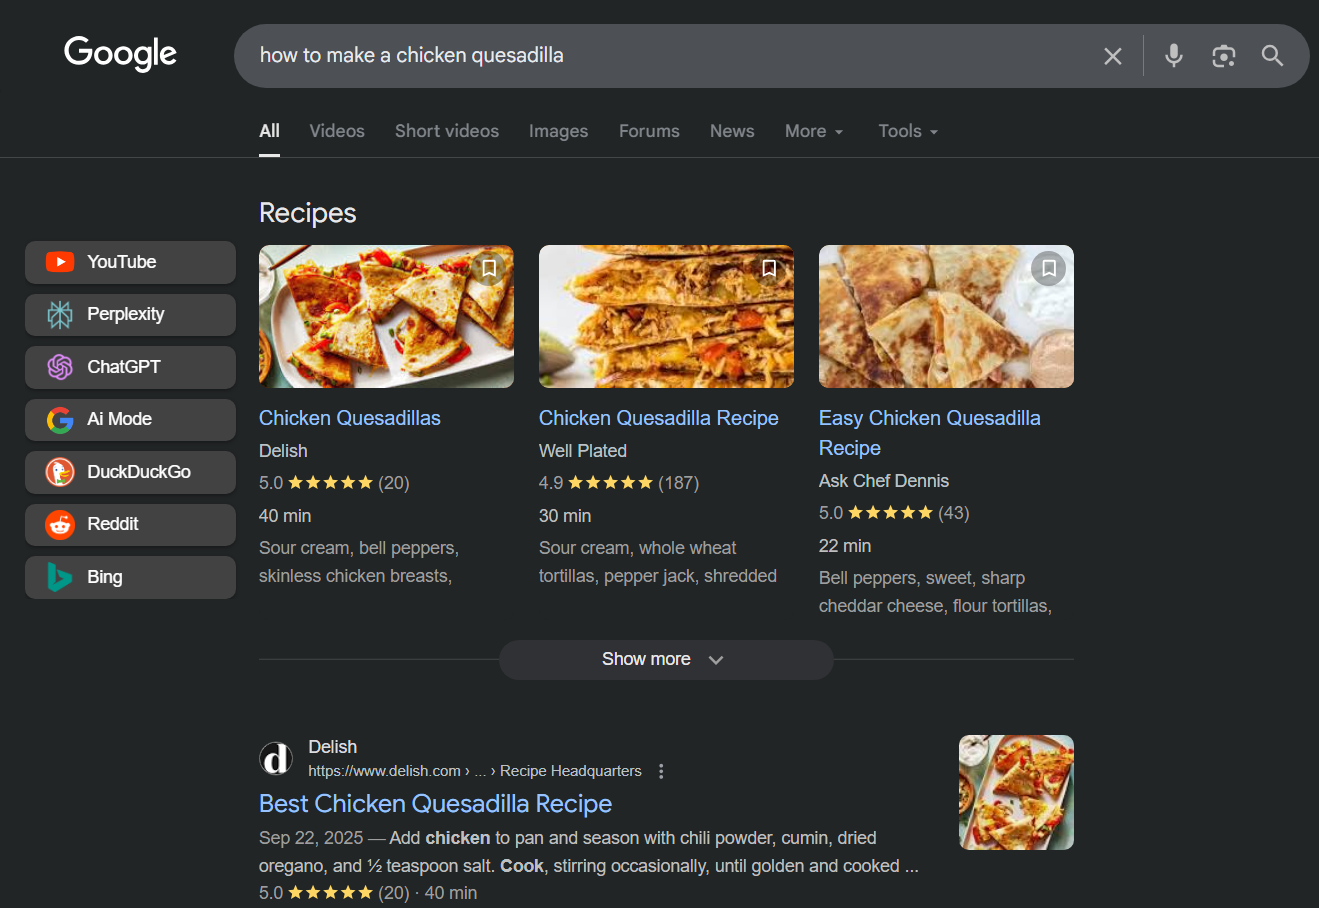 Google
how to make a chicken quesadilla
All Videos Short videos Images Forums News More Tools
Recipes
YouTube
Perplexity
ChatGPT
Ai Mode
DuckDuckGo
Reddit
Bing
Chicken Quesadillas
Delish
5.0 ★★★★★ (20)
40 min
Sour cream, bell peppers,
skinless chicken breasts,
Chicken Quesadilla Recipe
Well Plated
4.9 ★★★★★ (187)
30 min
Sour cream, whole wheat
tortillas, pepper jack, shredded
Easy Chicken Quesadilla
Recipe
Ask Chef Dennis
5.0 ★★★★★ (43)
22 min
Bell peppers, sweet, sharp
cheddar cheese, flour tortillas,
Show more
d
Delish
https://www.delish.com › ... › Recipe Headquarters
Best Chicken Quesadilla Recipe
Sep 22, 2025 — Add chicken to pan and season with chili powder, cumin, dried
oregano, and ½ teaspoon salt. Cook, stirring occasionally, until golden and cooked ...
5.0 ★★★★★ (20) · 40 min